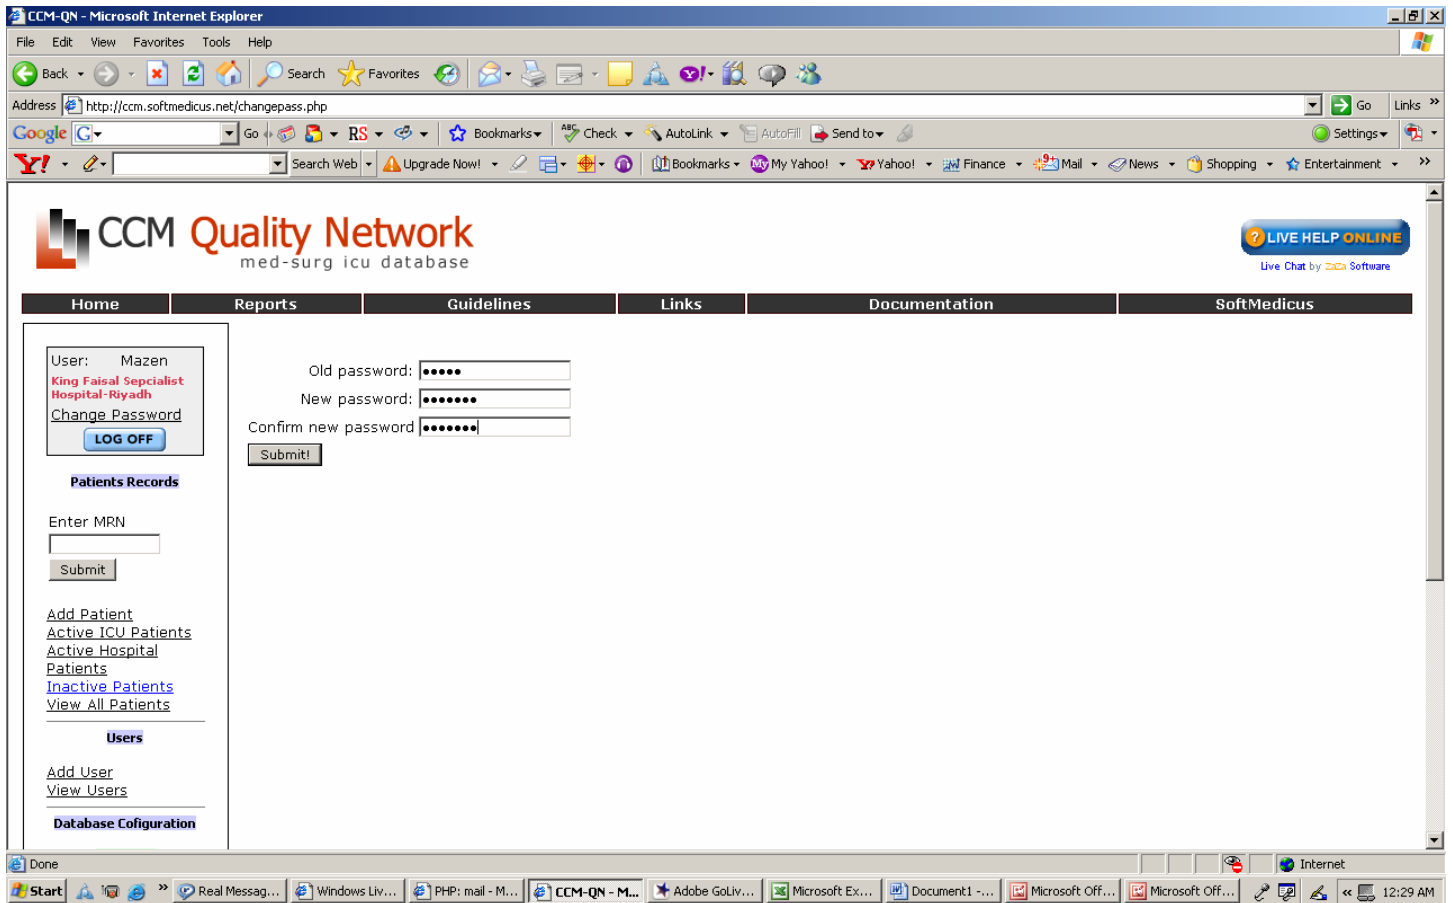 CCM-QN - Microsoft Internet Explorer
File Edit View Favorites Tools Help
Back Search Favorites
Address http://ccm.softmedicus.net/changepass.php Go Links »
Google G Go RS Bookmarks ABC Check AutoLink AutoFill Send to Settings
Y! Search Web Upgrade Now! Bookmarks My My Yahoo! Y? Yahoo! Finance Mail News Shopping Entertainment »
CCM Quality Network
med-surg icu database
? LIVE HELP ONLINE
Live Chat by ZaZa Software
Home Reports Guidelines Links Documentation SoftMedicus
User: Mazen
King Faisal Sepcialist
Hospital-Riyadh
Change Password
LOG OFF
Old password: •••••
New password: •••••••
Confirm new password •••••••
Submit!
Patients Records
Enter MRN
Submit
Add Patient
Active ICU Patients
Active Hospital
Patients
Inactive Patients
View All Patients
Users
Add User
View Users
Database Cofiguration
Done Internet
Start » Real Messag... Windows Liv... PHP: mail - M... CCM-QN - M... Adobe GoLiv... Microsoft Ex... Document1 -... Microsoft Off... Microsoft Off... « 12:29 AM